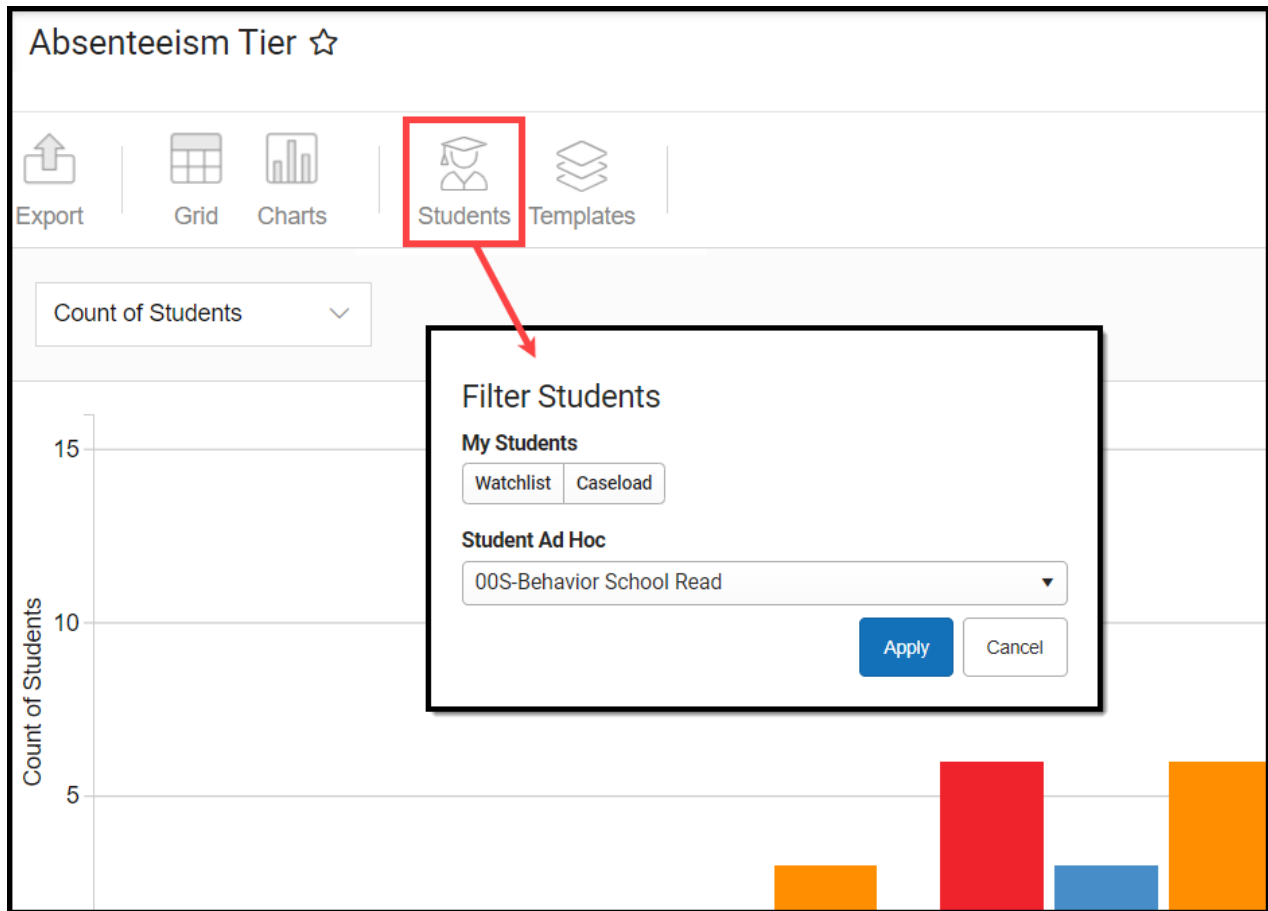 Absenteeism Tier
Export Grid Charts Students Templates
Count of Students
Filter Students
My Students
Watchlist Caseload
Student Ad Hoc
00S-Behavior School Read
Apply Cancel
15
10
5
Count of Students